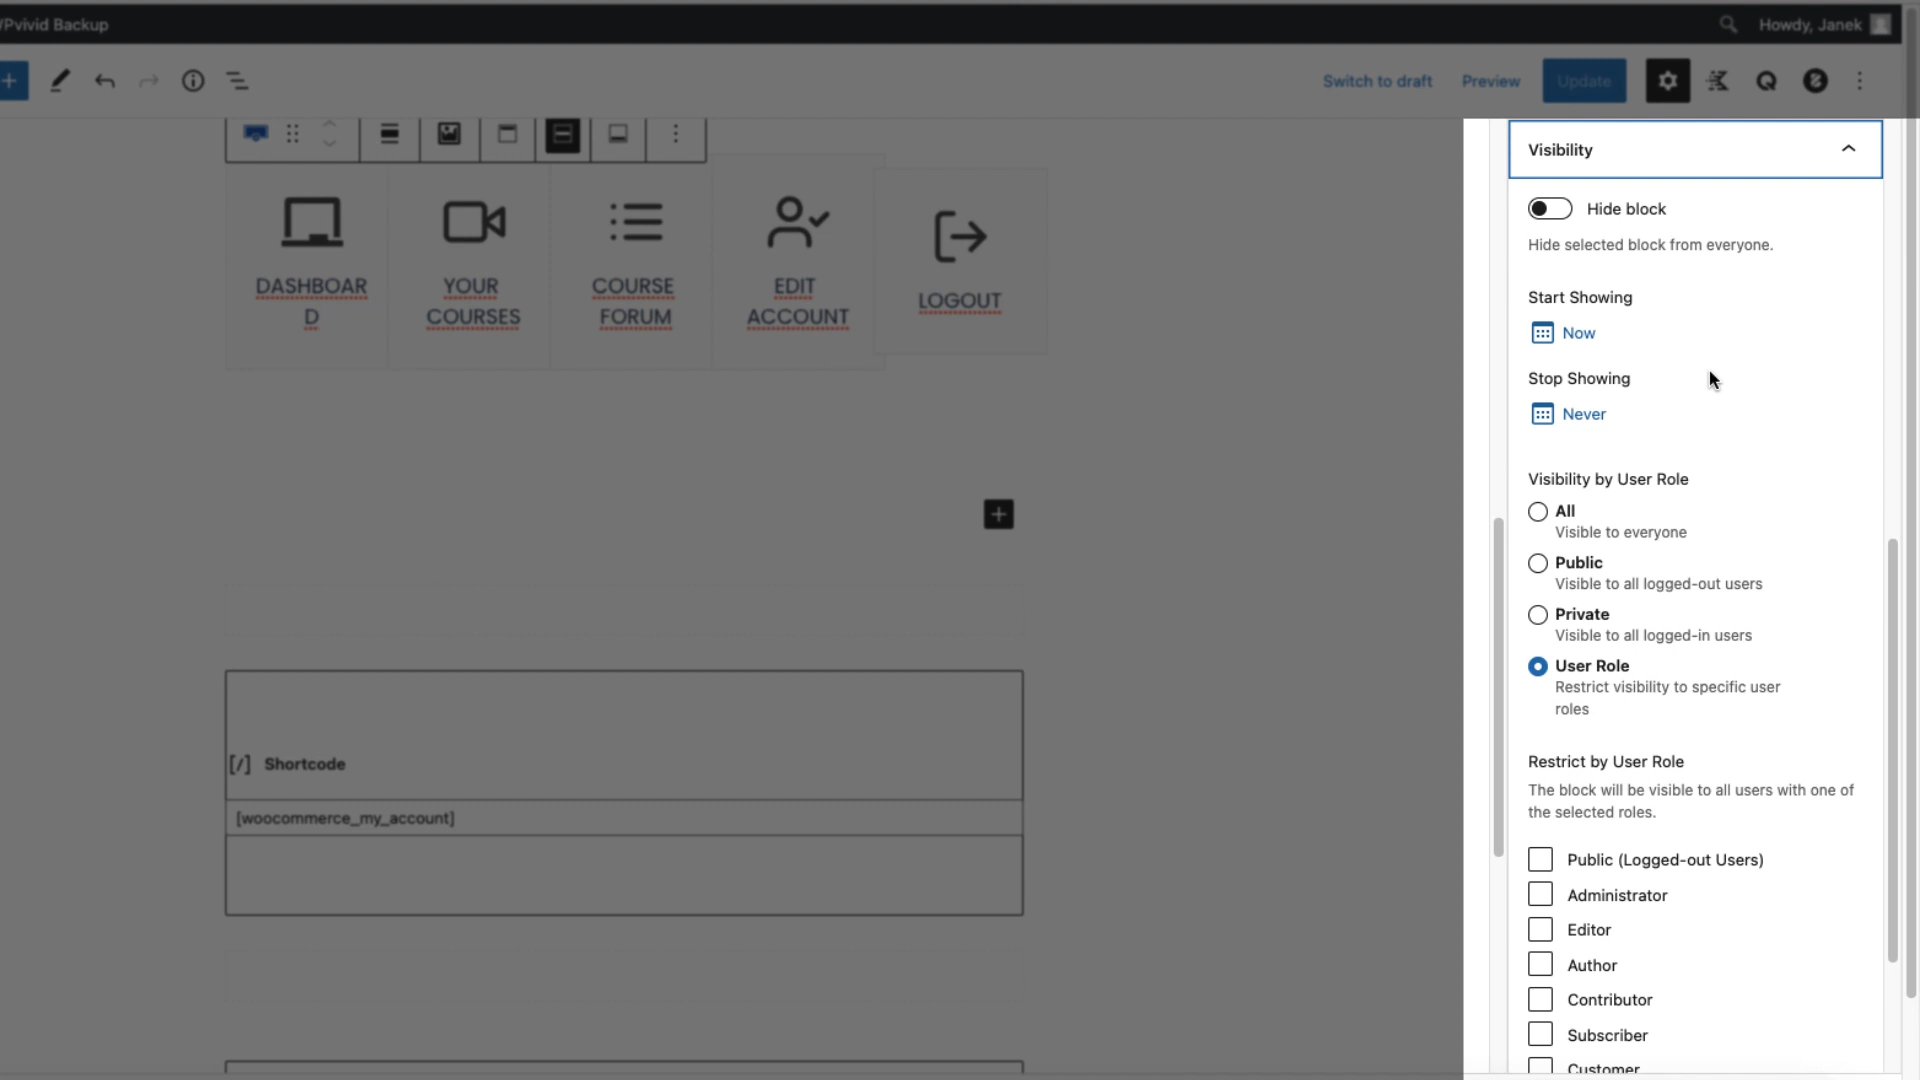 Pvivid Backup
Howdy, Janek
Switch to draft
Preview
Update
DASHBOAR
D
YOUR
COURSES
COURSE
FORUM
EDIT
ACCOUNT
LOGOUT
[/] Shortcode
[woocommerce_my_account]
Visibility
Hide block
Hide selected block from everyone.
Start Showing
Now
Stop Showing
Never
Visibility by User Role
All
Visible to everyone
Public
Visible to all logged-out users
Private
Visible to all logged-in users
User Role
Restrict visibility to specific user
roles
Restrict by User Role
The block will be visible to all users with one of
the selected roles.
Public (Logged-out Users)
Administrator
Editor
Author
Contributor
Subscriber
Customer